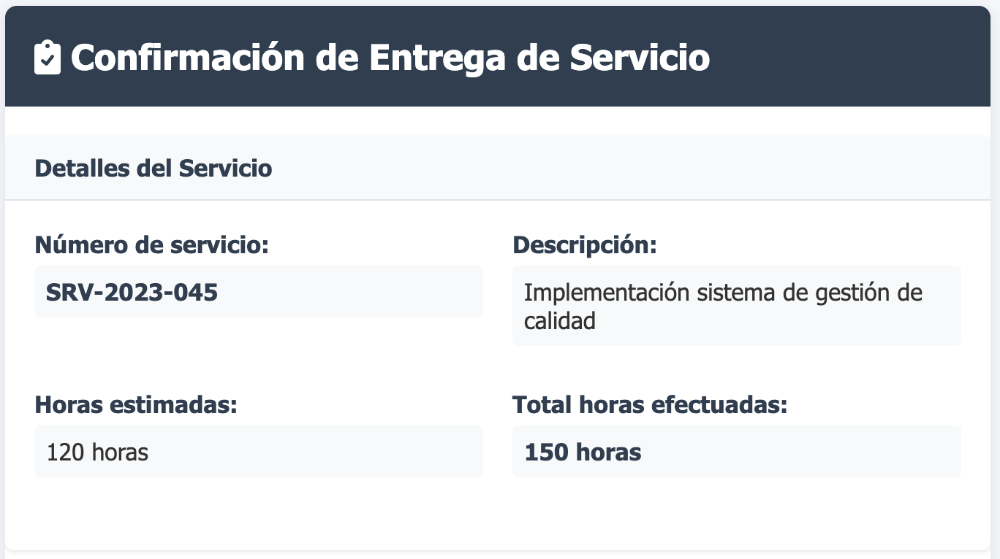 Confirmación de Entrega de Servicio
Detalles del Servicio
Número de servicio:
SRV-2023-045
Descripción:
Implementación sistema de gestión de
calidad
Horas estimadas:
120 horas
Total horas efectuadas:
150 horas